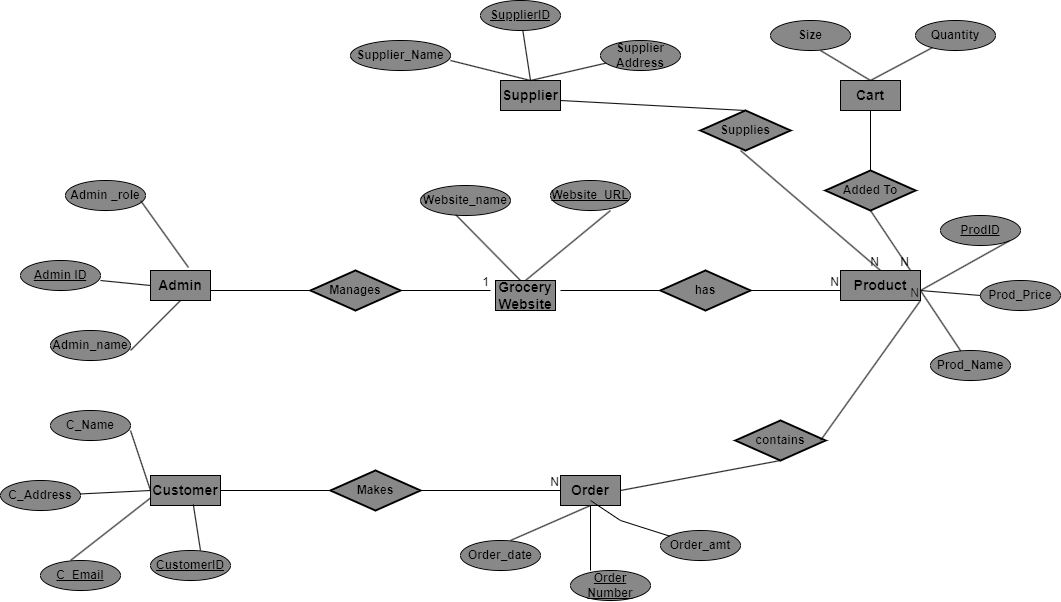 SupplierID
Supplier_Name
Supplier
Address
Supplier
Size
Quantity
Cart
Supplies
Added To
Admin _role
Website_name
Website_URL
ProdID
Admin ID
Admin
Manages
1
Grocery
Website
has
N
N
N
Product
N
Prod_Price
Admin_name
Prod_Name
C_Name
contains
C_Address
Customer
Makes
N
Order
Order_date
Order_amt
C_Email
CustomerID
Order
Number